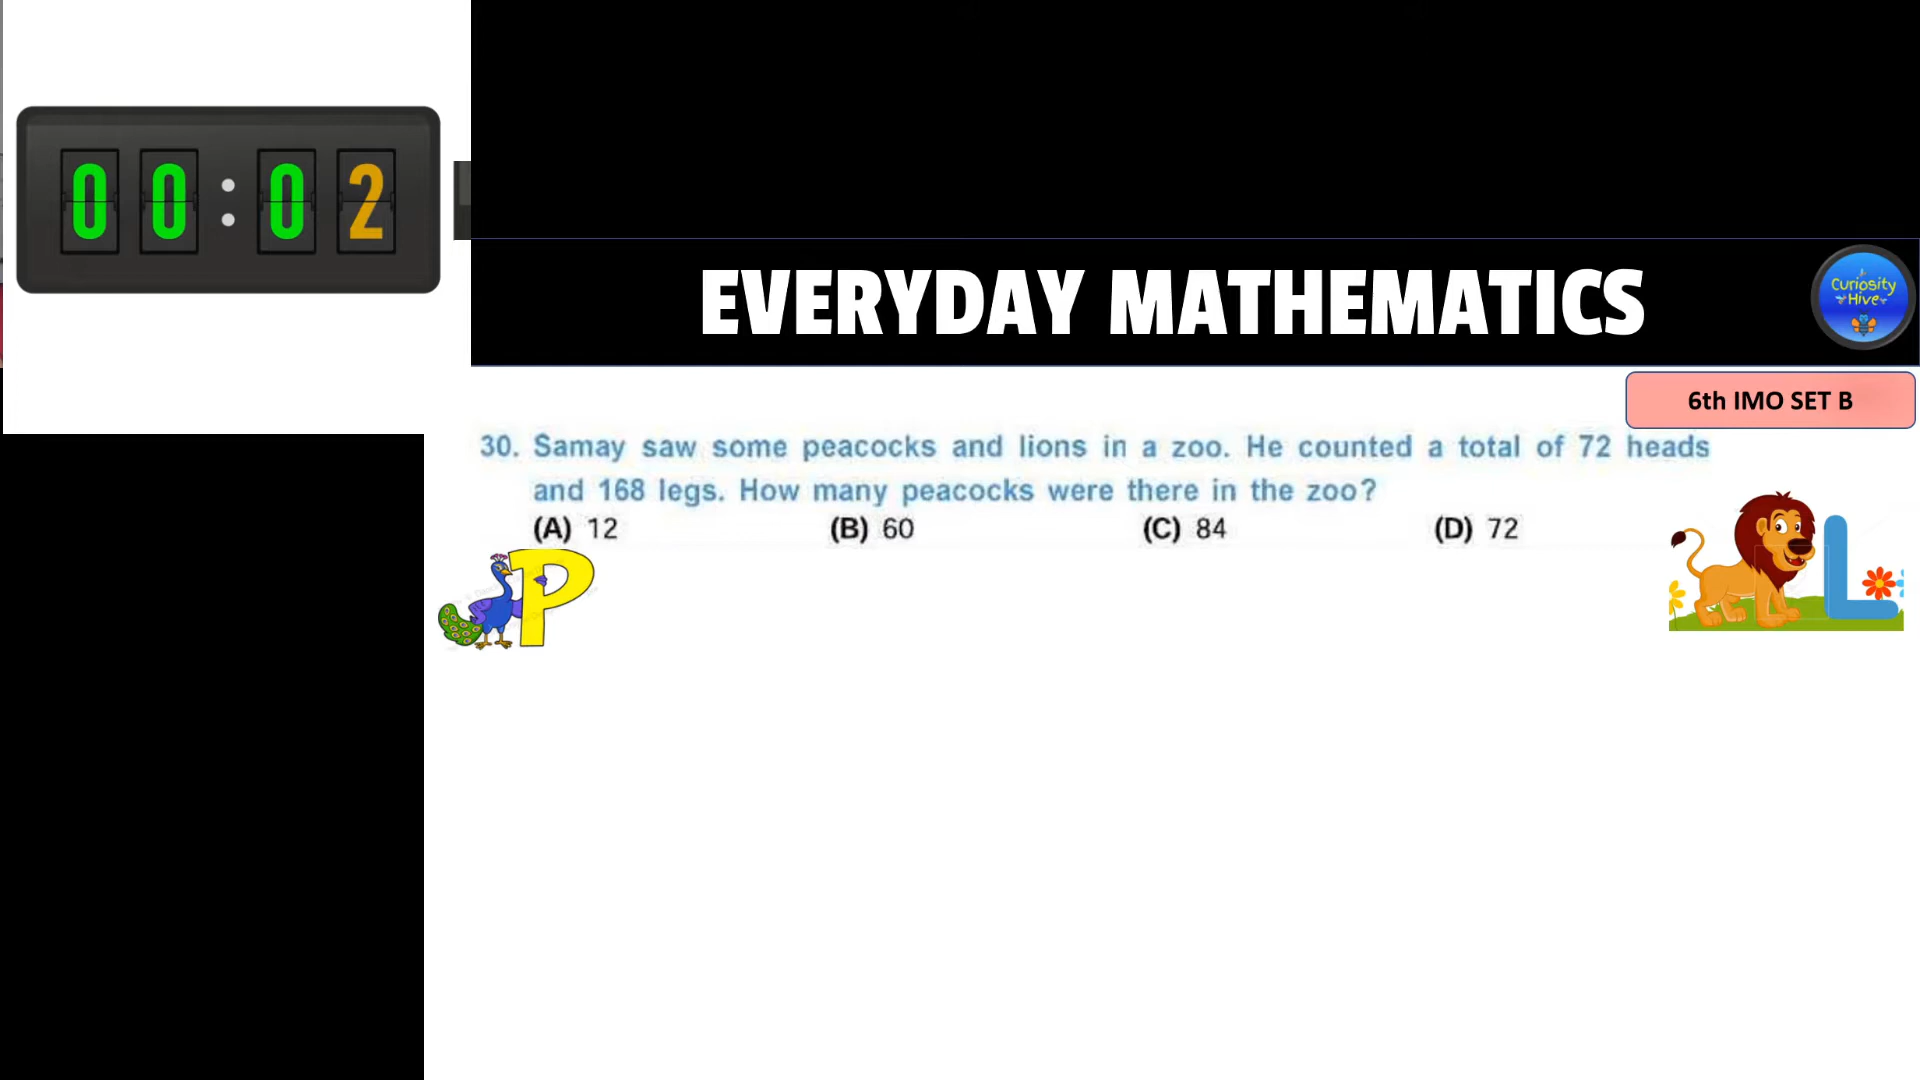 00:02
EVERYDAY MATHEMATICS
Curiosity
Hive
6th IMO SET B
30. Samay saw some peacocks and lions in a zoo. He counted a total of 72 heads
and 168 legs. How many peacocks were there in the zoo?
(A) 12 (B) 60 (C) 84 (D) 72
P
L